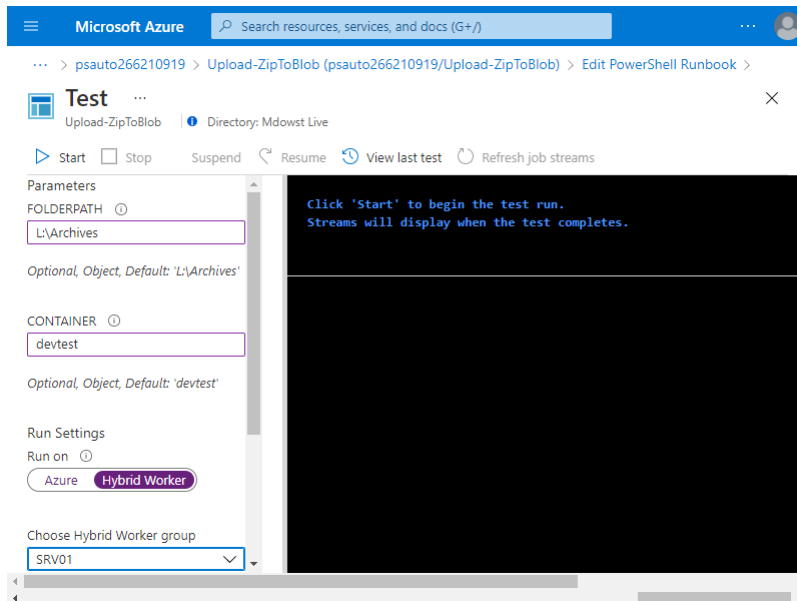 Microsoft Azure
Search resources, services, and docs (G+/)
...
... > psauto266210919 > Upload-ZipToBlob (psauto266210919/Upload-ZipToBlob) > Edit PowerShell Runbook >
Test ...
Upload-ZipToBlob
Directory: Mdowst Live
Start
Stop
Suspend
Resume
View last test
Refresh job streams
Parameters
FOLDERPATH
L:\Archives
Optional, Object, Default: 'L:\Archives'
CONTAINER
devtest
Optional, Object, Default: 'devtest'
Run Settings
Run on
Azure
Hybrid Worker
Choose Hybrid Worker group
SRV01
Click 'Start' to begin the test run.
Streams will display when the test completes.